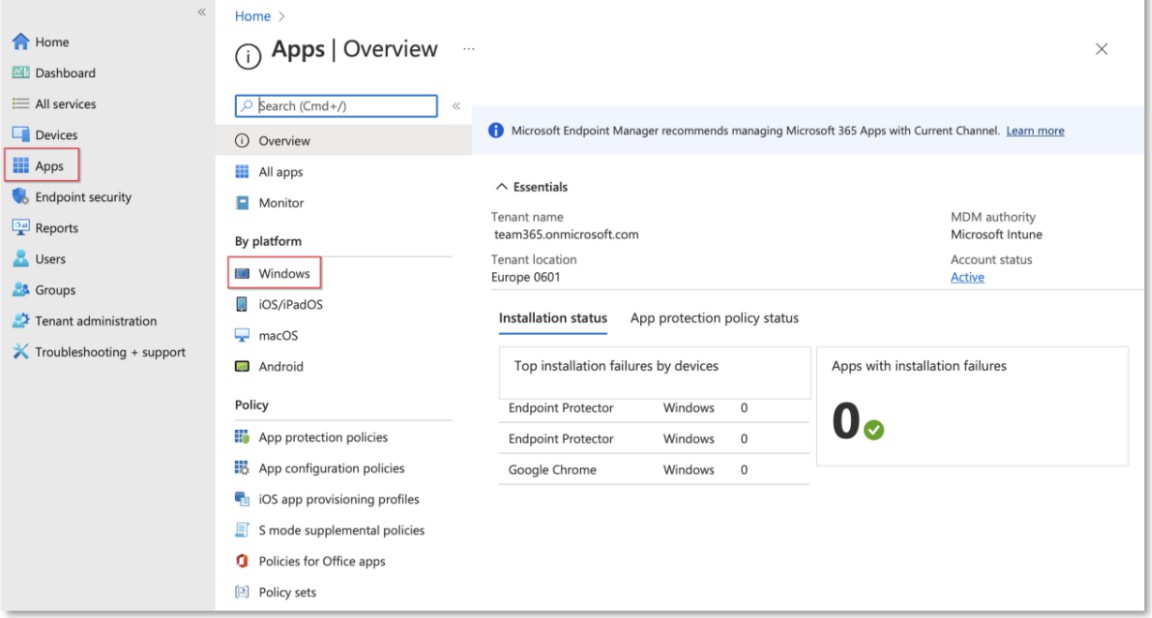 «
Home
Dashboard
All services
Devices
Apps
Endpoint security
Reports
Users
Groups
Tenant administration
Troubleshooting + support
Home >
Apps | Overview ...
Search (Cmd+/)
«
Overview
All apps
Monitor
By platform
Windows
iOS/iPadOS
macOS
Android
Policy
App protection policies
App configuration policies
iOS app provisioning profiles
S mode supplemental policies
Policies for Office apps
Policy sets
Microsoft Endpoint Manager recommends managing Microsoft 365 Apps with Current Channel. Learn more
Essentials
Tenant name
team365.onmicrosoft.com
Tenant location
Europe 0601
MDM authority
Microsoft Intune
Account status
Active
Installation status App protection policy status
Top installation failures by devices
Endpoint Protector Windows 0
Endpoint Protector Windows 0
Google Chrome Windows 0
Apps with installation failures
0